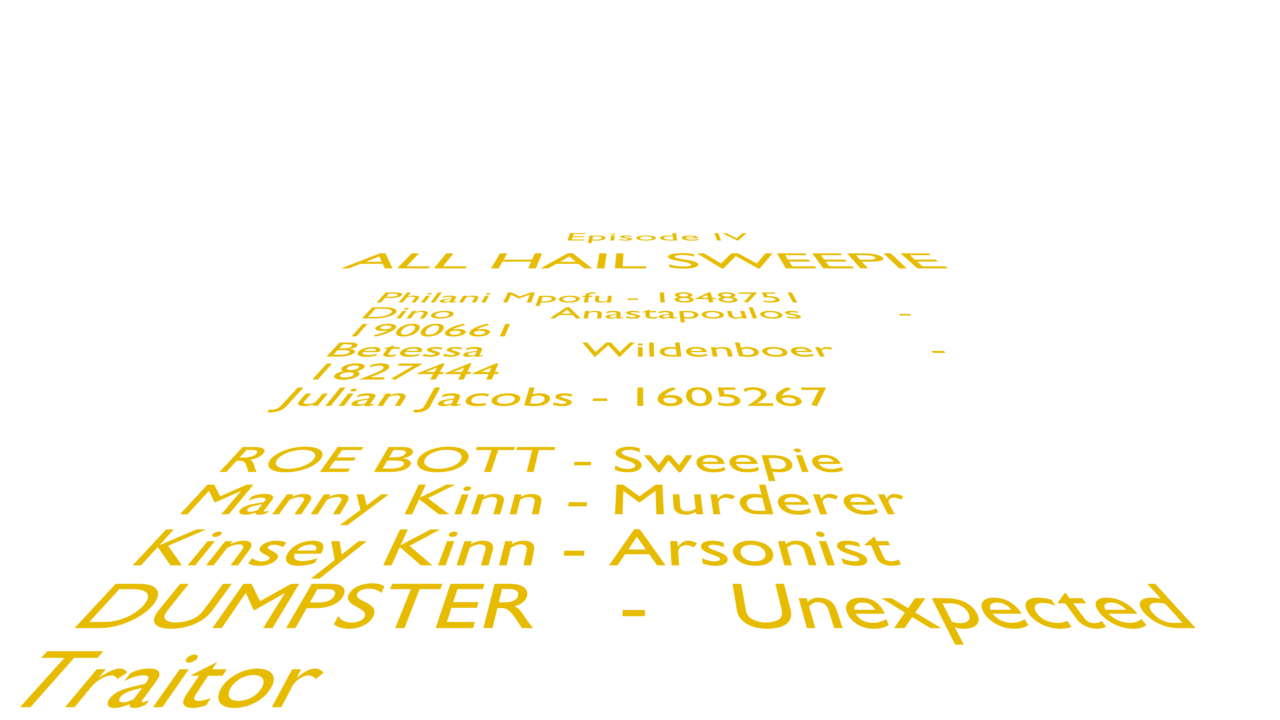 Episode IV
ALL HAIL SWEEPIE
Philani Mpofu - 1848751
Dino Anastapoulos -
1900661
Betessa Wildenboer -
1827444
Julian Jacobs - 1605267
ROE BOTT - Sweepie
Manny Kinn - Murderer
Kinsey Kinn - Arsonist
DUMPSTER - Unexpected
Traitor